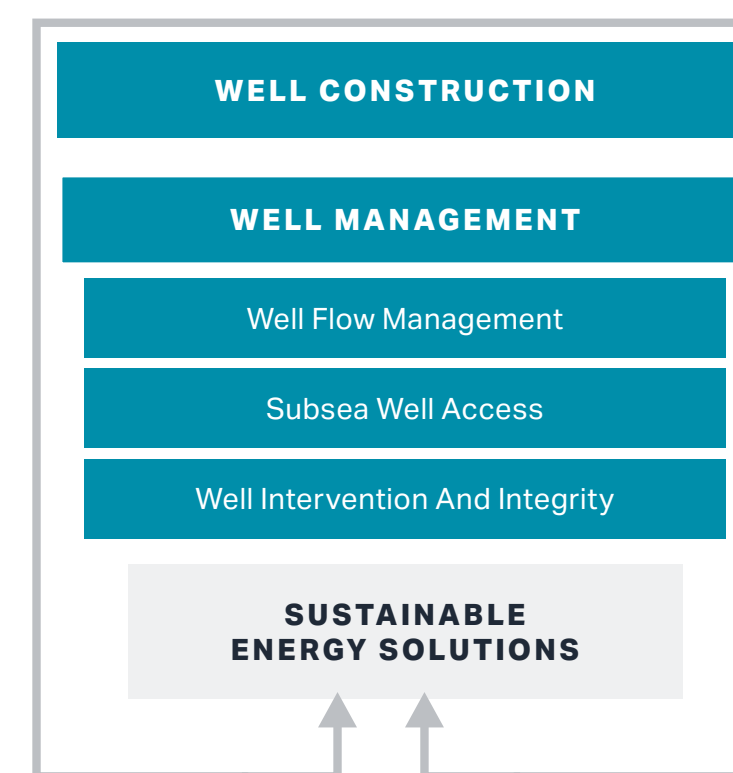 WELL CONSTRUCTION
WELL MANAGEMENT
Well Flow Management
Subsea Well Access
Well Intervention And Integrity
SUSTAINABLE
ENERGY SOLUTIONS